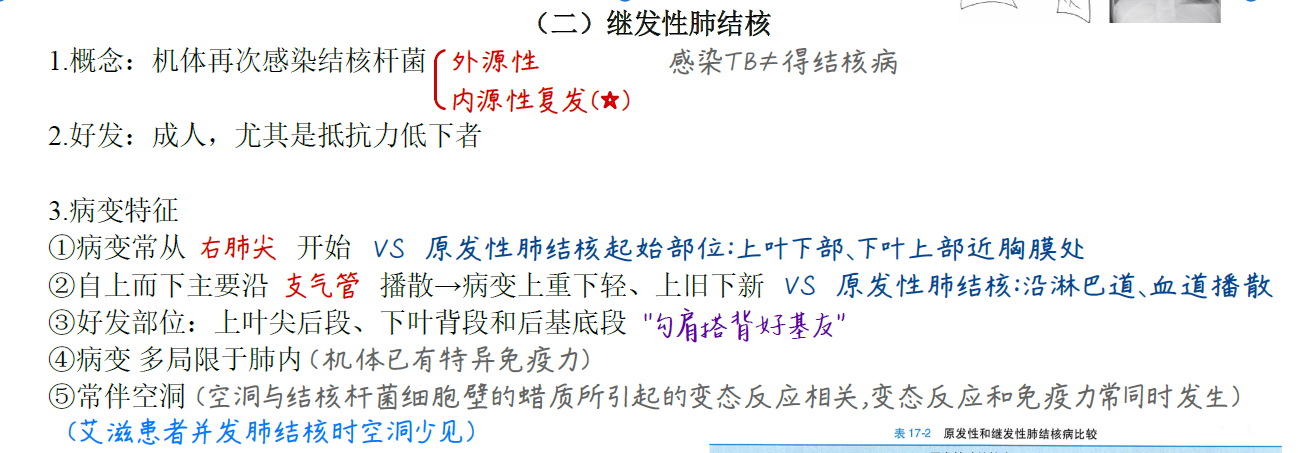 （二）继发性肺结核
1.概念：机体再次感染结核杆菌 外源性 感染TB≠得结核病
内源性复发(★)
2.好发：成人，尤其是抵抗力低下者
3.病变特征
①病变常从 右肺尖 开始 VS 原发性肺结核起始部位:上叶下部、下叶上部近胸膜处
②自上而下主要沿 支气管 播散→病变上重下轻、上旧下新 VS 原发性肺结核:沿淋巴道、血道播散
③好发部位：上叶尖后段、下叶背段和后基底段 "勾肩搭背好基友"
④病变 多局限于肺内(机体已有特异免疫力)
⑤常伴空洞(空洞与结核杆菌细胞壁的蜡质所引起的变态反应相关,变态反应和免疫力常同时发生)
(艾滋患者并发肺结核时空洞少见)
表 17-2 原发性和继发性肺结核病比较